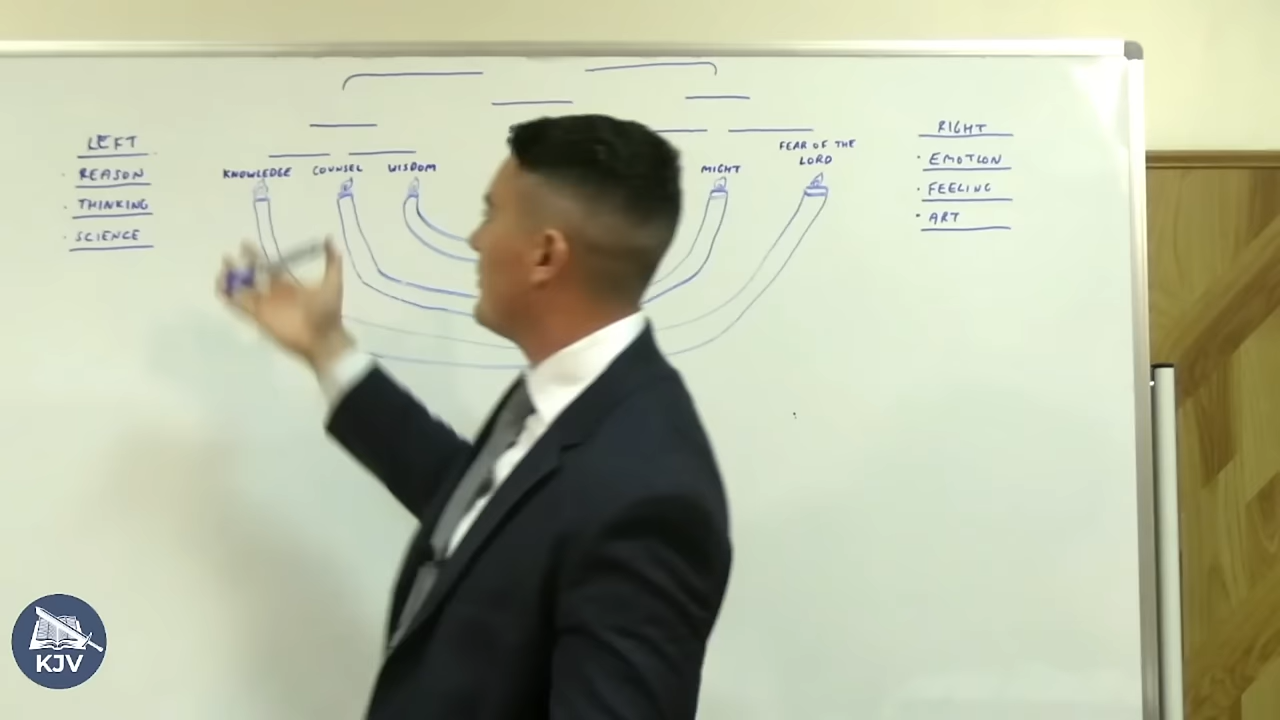 LEFT
REASON
THINKING
SCIENCE
KNOWLEDGE
COUNSEL
WISDOM
MIGHT
FEAR OF THE
LORD
RIGHT
EMOTION
FEELING
ART
KJV